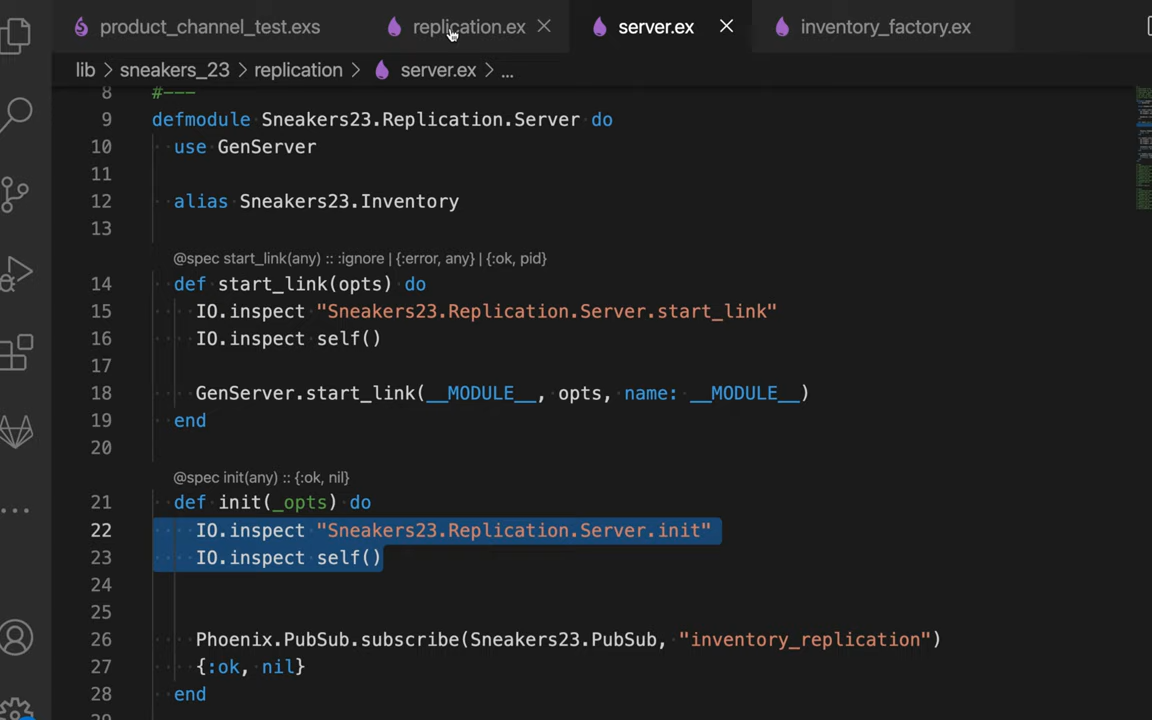 product_channel_test.exs replication.ex server.ex inventory_factory.ex
lib > sneakers_23 > replication > server.ex > ...
8 #---
9 defmodule Sneakers23.Replication.Server do
10 use GenServer
11
12 alias Sneakers23.Inventory
13
@spec start_link(any) :: :ignore | {:error, any} | {:ok, pid}
14 def start_link(opts) do
15 IO.inspect "Sneakers23.Replication.Server.start_link"
16 IO.inspect self()
17
18 GenServer.start_link(__MODULE__, opts, name: __MODULE__)
19 end
20
@spec init(any) :: {:ok, nil}
21 def init(_opts) do
22 IO.inspect "Sneakers23.Replication.Server.init"
23 IO.inspect self()
24
25
26 Phoenix.PubSub.subscribe(Sneakers23.PubSub, "inventory_replication")
27 {:ok, nil}
28 end
29